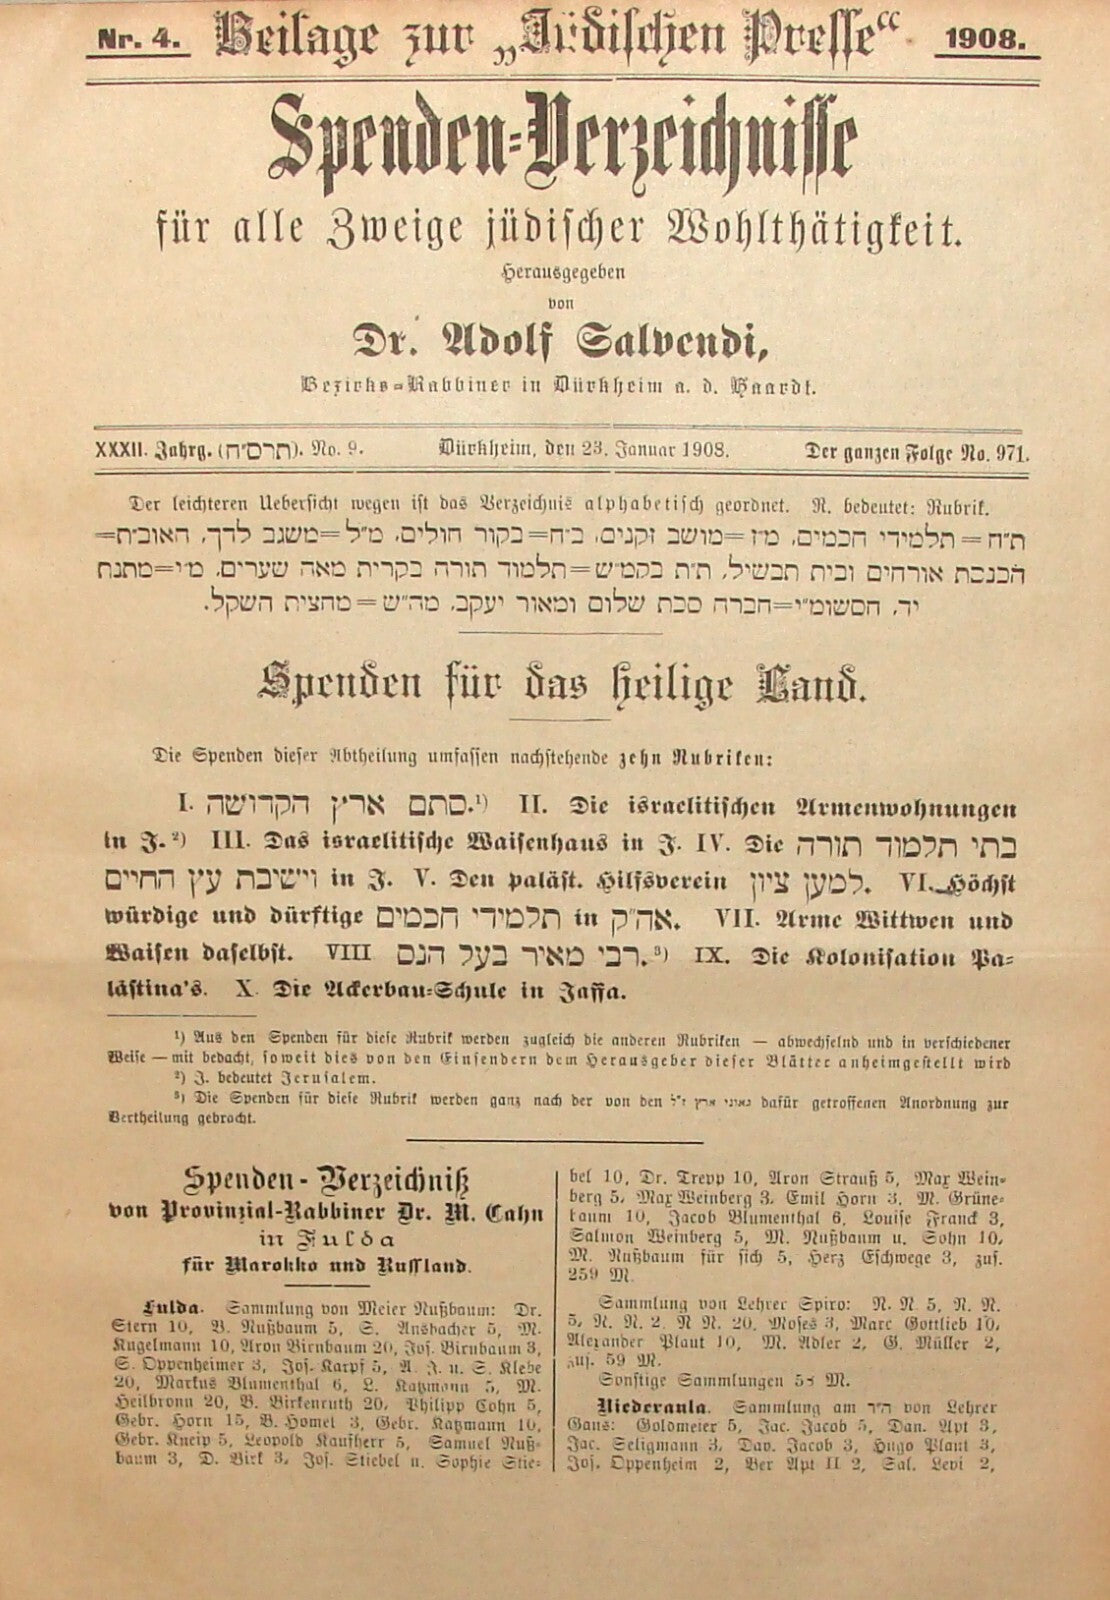 Nr. 4. Beilage zur „Jüdischen Presse“ 1908.
Spenden-Verzeichnisse
für alle Zweige jüdischer Wohlthätigkeit.
Herausgegeben
von
Dr. Adolf Salvendi,
Bezirks-Rabbiner in Dürkheim a. d. Haardt.
XXXII. Jahrg. (תרס״ח). No. 9. Dürkheim, den 23. Januar 1908. Der ganzen Folge No. 971.
Der leichteren Uebersicht wegen ist das Verzeichnis alphabetisch geordnet. R. bedeutet: Rubrik.
ת״ח=תלמידי חכמים, מ״ז=מושב זקנים, ב״ח=בקור חולים, מ״ל=משגב לדך, האוב״ת=
הכנסת אורחים ובית תבשיל, ת״ת בקמ״ש=תלמוד תורה בקרית מאה שערים, מ״י=מתנת
יד, חסשומ״י=חברה סכת שלום ומאור יעקב, מה״ש=מחצית השקל.
Spenden für das heilige Land.
Die Spenden dieser Abtheilung umfassen nachstehende zehn Rubriken:
I. סתם ארץ הקדושה.¹) II. Die israelitischen Armenwohnungen
in J.²) III. Das israelitische Waisenhaus in J. IV. Die בתי תלמוד תורה
וישיבת עץ החיים in J. V. Den paläst. Hilfsverein למען ציון. VI. Höchst
würdige und dürftige תלמידי חכמים in אה״ק. VII. Arme Wittwen und
Waisen daselbst. VIII רבי מאיר בעל הנס.³) IX. Die Kolonisation Pa-
lästina's. X. Die Ackerbau-Schule in Jaffa.
¹) Aus den Spenden für diese Rubrik werden zugleich die anderen Rubriken — abwechselnd und in verschiedener
Weise — mit bedacht, soweit dies von den Einsendern dem Herausgeber dieser Blätter anheimgestellt wird
²) J. bedeutet Jerusalem.
³) Die Spenden für diese Rubrik werden ganz nach der von den גאוני ארץ ז״ל dafür getroffenen Anordnung zur
Vertheilung gebracht.
Spenden-Verzeichniß
von Provinzial-Rabbiner Dr. M. Cahn
in Fulda
für Marokko und Russland.
Fulda. Sammlung von Meier Nußbaum: Dr.
Stern 10, B. Nußbaum 5, S. Ansbacher 5, M.
Kugelmann 10, Aron Birnbaum 20, Jos. Birnbaum 3,
S. Oppenheimer 3, Jos. Karpf 5, A. J. u. S. Klebe
20, Markus Blumenthal 6, L. Katzmann 5, M.
Heilbronn 20, B. Birkenruth 20, Philipp Cohn 5,
Gebr. Horn 15, B. Homel 3, Gebr. Katzmann 10,
Gebr. Kneip 5, Leopold Kaufherr 5, Samuel Nuß-
baum 3, D. Birk 3, Jos. Stiebel u. Sophie Stie-
bel 10, Dr. Trepp 10, Aron Strauß 5, Max Wein-
berg 5, Max Weinberg 3, Emil Horn 3, M. Grüne-
baum 10, Jacob Blumenthal 6, Louise Franck 3,
Salmon Weinberg 5, M. Nußbaum u. Sohn 10,
M. Nußbaum für sich 5, Herz Eschwege 3, zus.
259 M.
Sammlung von Lehrer Spiro: N. N. 5, N. N.
5, N. N. 2, N N. 20, Moses 3, Marc Gottlieb 10,
Alexander Plaut 10, M. Adler 2, G. Müller 2,
zus. 59 M.
Sonstige Sammlungen M.
Niederaula. Sammlung am הו״ר von Lehrer
Gans: Goldmeier 5, Jac. Jacob 5, Dan. Apt 3,
Jac. Seligmann 3, Dav. Jacob 3, Hugo Plaut 3,
Jos. Oppenheim 2, Ber Apt II 2, Sal. Levi 2,